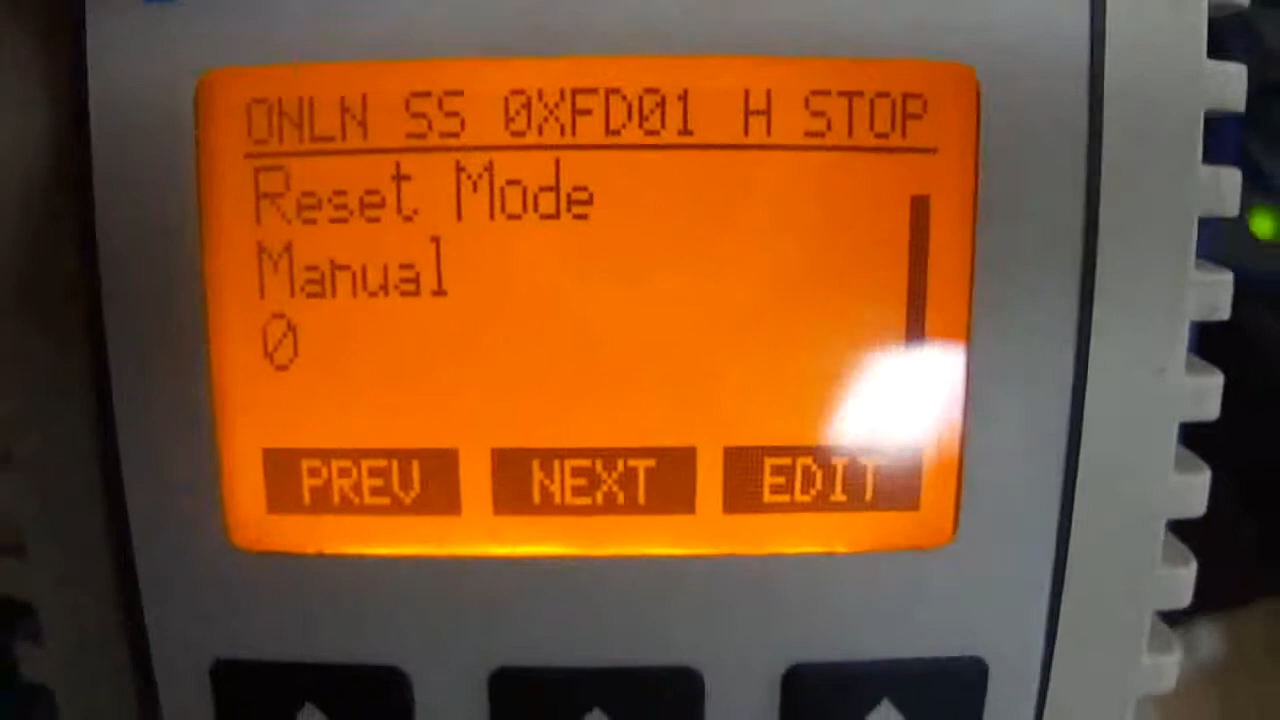 ONLN SS 0XFD01 H STOP
Reset Mode
Manual
0
PREV NEXT EDIT